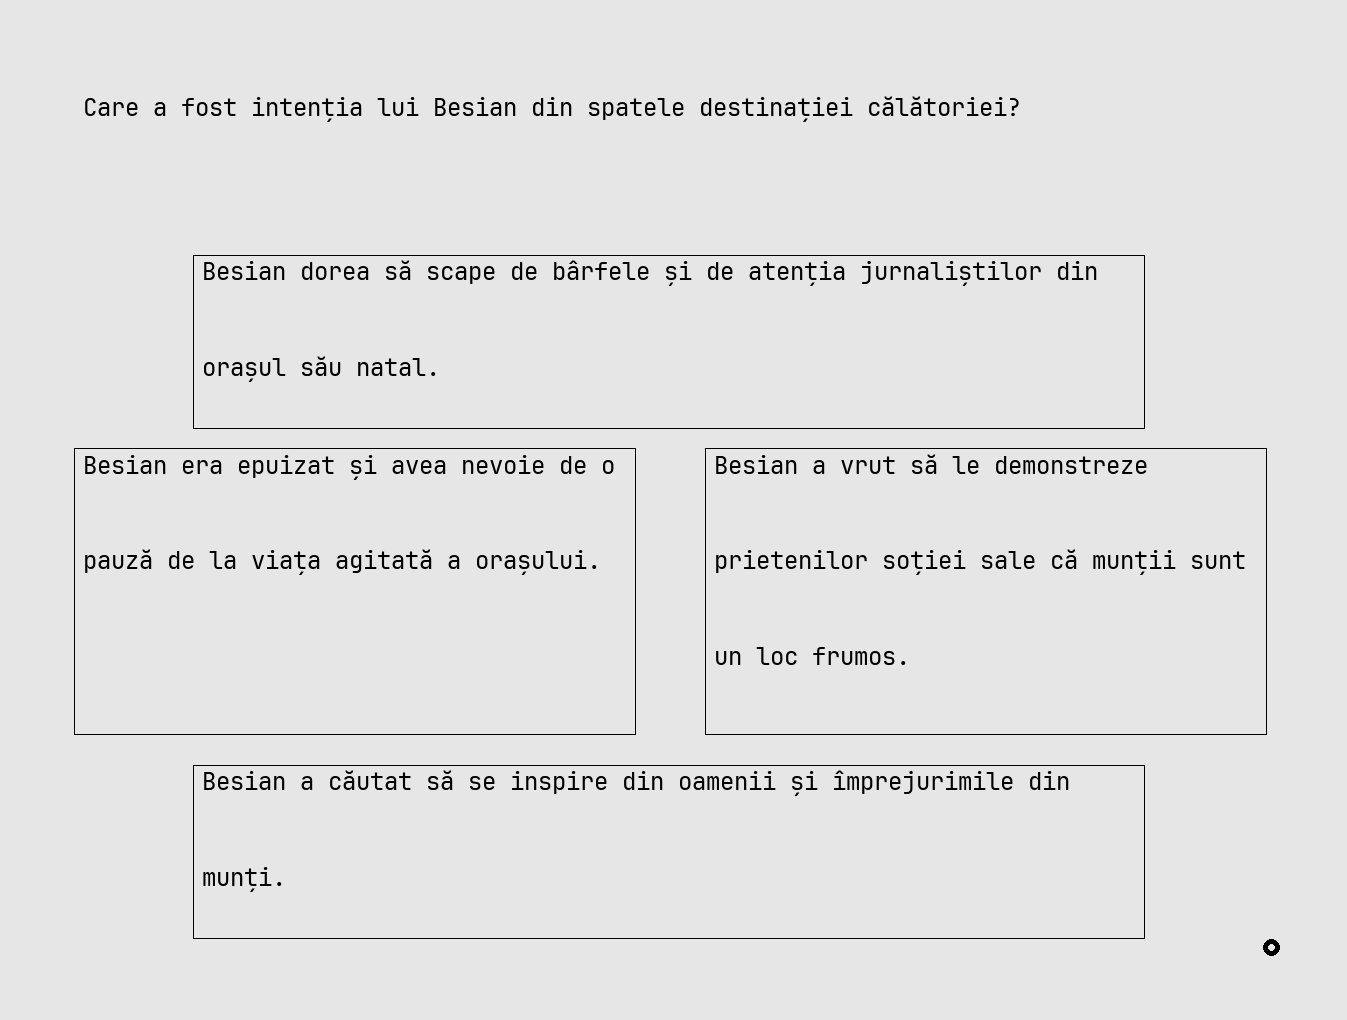 Care a fost intenția lui Besian din spatele destinației călătoriei?
Besian dorea să scape de bârfele și de atenția jurnaliștilor din
orașul său natal.
Besian era epuizat și avea nevoie de o
pauză de la viața agitată a orașului.
Besian a vrut să le demonstreze
prietenilor soției sale că munții sunt
un loc frumos.
Besian a căutat să se inspire din oamenii și împrejurimile din
munți.